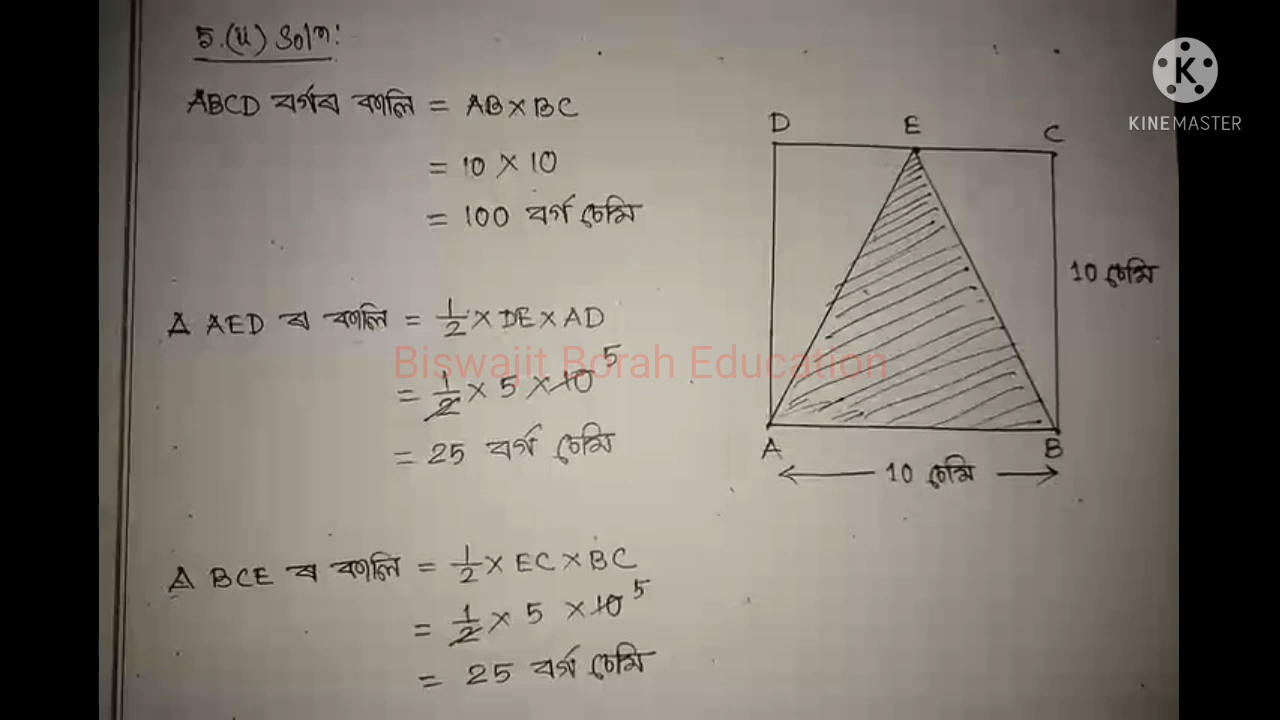 5.(ii) Soln:
ABCD বৰ্গৰ কালি = AB × BC
= 10 × 10
= 100 বৰ্গ চেমি
Δ AED ৰ কালি = 1/2 × DE × AD
= 1/2 × 5 × 10 5
= 25 বৰ্গ চেমি
Δ BCE ৰ কালি = 1/2 × EC × BC
= 1/2 × 5 × 10 5
= 25 বৰ্গ চেমি
D E C
10 চেমি
A B
10 চেমি
Biswajit Borah Education
K
KINEMASTER